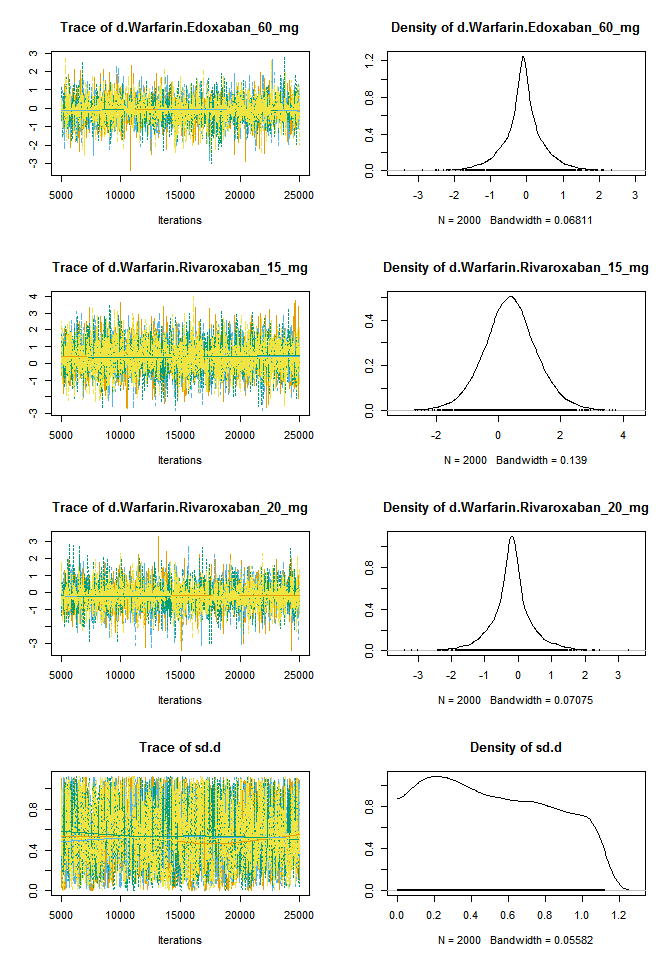 Trace of d.Warfarin.Edoxaban_60_mg
3
2
1
0
-1
-3
5000 10000 15000 20000 25000
Iterations
Density of d.Warfarin.Edoxaban_60_mg
1.2
0.8
0.4
0.0
-3 -2 -1 0 1 2 3
N = 2000 Bandwidth = 0.06811
Trace of d.Warfarin.Rivaroxaban_15_mg
4
3
2
1
0
-1
-3
5000 10000 15000 20000 25000
Iterations
Density of d.Warfarin.Rivaroxaban_15_mg
0.4
0.2
0.0
-2 0 2 4
N = 2000 Bandwidth = 0.139
Trace of d.Warfarin.Rivaroxaban_20_mg
3
2
1
0
-1
-3
5000 10000 15000 20000 25000
Iterations
Density of d.Warfarin.Rivaroxaban_20_mg
0.8
0.4
0.0
-3 -2 -1 0 1 2 3
N = 2000 Bandwidth = 0.07075
Trace of sd.d
0.8
0.4
0.0
5000 10000 15000 20000 25000
Iterations
Density of sd.d
0.8
0.4
0.0
0.0 0.2 0.4 0.6 0.8 1.0 1.2
N = 2000 Bandwidth = 0.05582